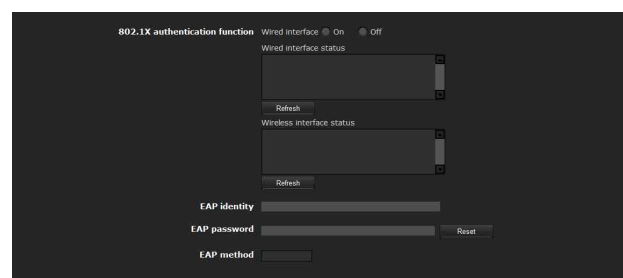 802.1X authentication function Wired interface On Off
Wired interface status
Refresh
Wireless interface status
Refresh
EAP identity
EAP password Reset
EAP method